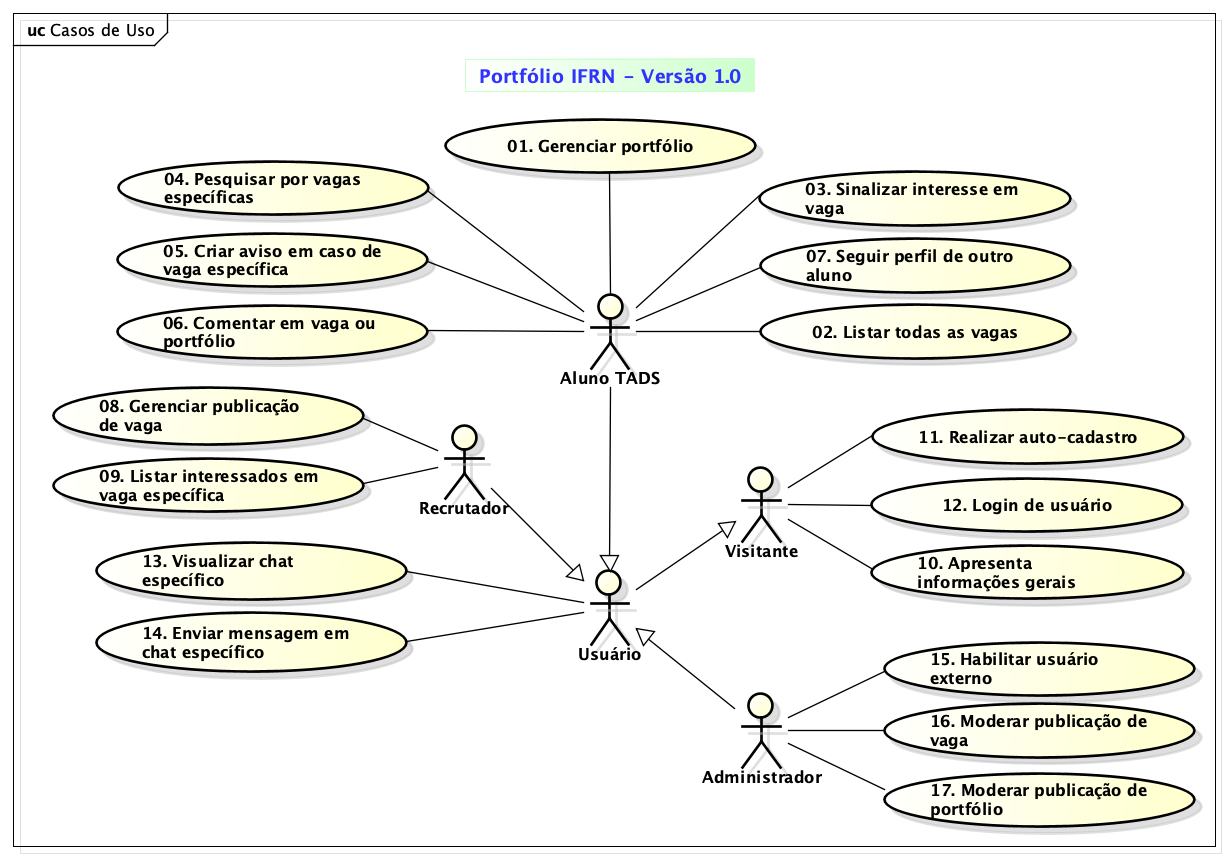 uc Casos de Uso
Portfólio IFRN - Versão 1.0
01. Gerenciar portfólio
04. Pesquisar por vagas
específicas
03. Sinalizar interesse em
vaga
05. Criar aviso em caso de
vaga específica
07. Seguir perfil de outro
aluno
06. Comentar em vaga ou
portfólio
02. Listar todas as vagas
Aluno TADS
08. Gerenciar publicação
de vaga
11. Realizar auto-cadastro
09. Listar interessados em
vaga específica
Recrutador
12. Login de usuário
Visitante
13. Visualizar chat
específico
10. Apresenta
informações gerais
14. Enviar mensagem em
chat específico
Usuário
15. Habilitar usuário
externo
16. Moderar publicação de
vaga
Administrador
17. Moderar publicação de
portfólio